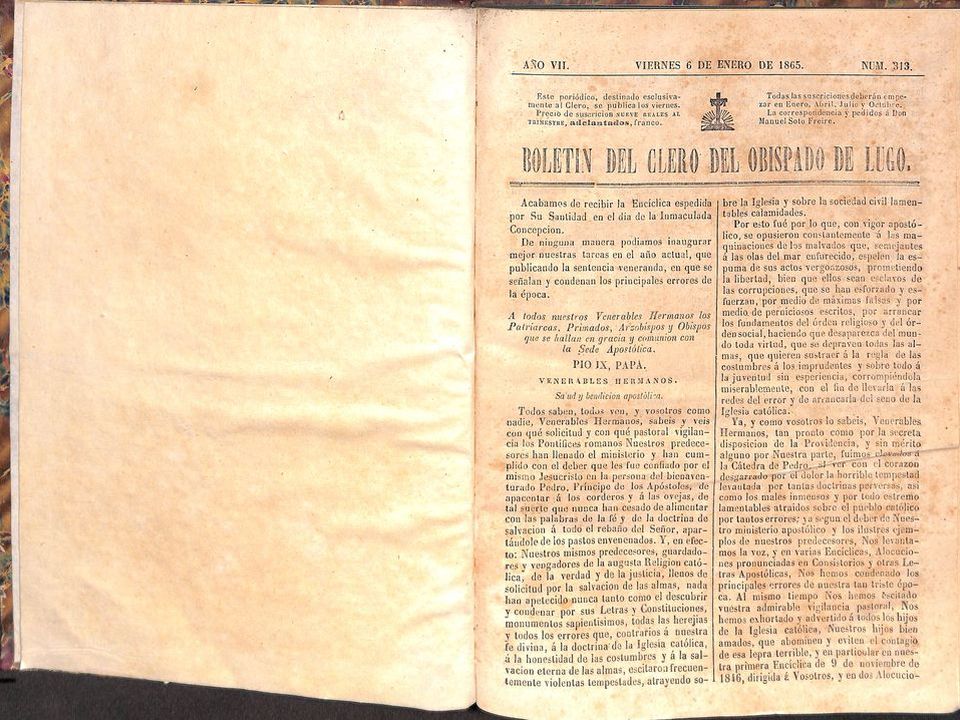 AÑO VII. VIERNES 6 DE ENERO DE 1865. NUM. 313.
Este periódico, destinado esclusiva-
mente al Clero, se publica los viernes.
Precio de suscricion NUEVE REALES AL
TRIMESTRE, adelantados, franco.
Todas las suscriciones deberán empe-
zar en Enero, Abril, Julio y Octubre.
La correspondencia y pedidos á Don
Manuel Soto Freire.
BOLETIN DEL CLERO DEL OBISPADO DE LUGO.
Acabamos de recibir la Encíclica espedida
por Su Santidad en el dia de la Inmaculada
Concepcion.
De ninguna manera podiamos inaugurar
mejor nuestras tareas en el año actual, que
publicando la sentencia veneranda, en que se
señalan y condenan los principales errores de
la época.
A todos nuestros Venerables Hermanos los
Patriarcas, Primados, Arzobispos y Obispos
que se hallan en gracia y comunion con
la Sede Apostólica.
PIO IX, PAPA.
VENERABLES HERMANOS.
Salud y bendicion apostólica.
Todos saben, todos ven, y vosotros como
nadie, Venerables Hermanos, sabeis y veis
con qué solicitud y con qué pastoral vigilan-
cia los Pontífices romanos Nuestros predece-
sores han llenado el ministerio y han cum-
plido con el deber que les fue confiado por el
mismo Jesucristo en la persona del bienaven-
turado Pedro, Príncipe de los Apóstoles, de
apacentar á los corderos y á las ovejas, de
tal suerte que nunca han cesado de alimentar
con las palabras de la fé y de la doctrina de
salvacion á todo el rebaño del Señor, apar-
tándole de los pastos envenenados. Y, en efec-
to: Nuestros mismos predecesores, guardado-
res y vengadores de la augusta Religion cató-
lica, de la verdad y de la justicia, llenos de
solicitud por la salvacion de las almas, nada
han apetecido nunca tanto como el descubrir
y condenar por sus Letras y Constituciones,
monumentos sapientísimos, todas las herejias
y todos los errores que, contrarios á nuestra
fe divina, á la doctrina de la Iglesia católica,
á la honestidad de las costumbres y á la sal-
vacion eterna de las almas, escitaron frecuen-
temente violentas tempestades, atrayendo so-
bre la Iglesia y sobre la sociedad civil lamen-
tables calamidades.
Por esto fué por lo que, con vigor apostó-
lico, se opusieron constantemente á las ma-
quinaciones de los malvados que, semejantes
á las olas del mar enfurecido, espelen la es-
puma de sus actos vergonzosos, prometiendo
la libertad, bien que ellos sean esclavos de
las corrupciones, que se han esforzado y es-
fuerzan, por medio de máximas falsas y por
medio de perniciosos escritos, por arrancar
los fundamentos del órden religioso y del ór-
den social, haciendo que desaparezca del mun-
do toda virtud, que se depraven todas las al-
mas, que quieren sustraer á la regla de las
costumbres á los imprudentes y sobre todo á
la juventud sin esperiencia, corrompiéndola
miserablemente, con el fin de llevarla á las
redes del error y de arrancarla del seno de la
Iglesia católica.
Ya, y como vosotros lo sabeis, Venerables
Hermanos, tan pronto como por la secreta
disposicion de la Providencia, y sin mérito
alguno por Nuestra parte, fuimos elevados á
la Cátedra de Pedro, al ver con el corazon
desgarrado por el dolor la horrible tempestad
levantada por tantas doctrinas perversas, así
como los males inmensos y por todo estremo
lamentables atraidos sobre el pueblo católico
por tantos errores; ya segun el deber de Nues-
tro ministerio apostólico y los ilustres ejem-
plos de nuestros predecesores, Nos levanta-
mos la voz, y en varias Encíclicas, Alocucio-
nes pronunciadas en Consistorios y otras Le-
tras Apostólicas, Nos hemos condenado los
principales errores de nuestra tan triste épo-
ca. Al mismo tiempo Nos hemos escitado
vuestra admirable vigilancia pastoral, Nos
hemos exhortado y advertido á todos los hijos
de la Iglesia católica, Nuestros hijos bien
amados, que abominen y eviten el contagio
de esa lepra terrible, y en particular en nues-
tra primera Encíclica de 9 de noviembre de
1846, dirigida á Vosotros, y en dos Alocucio-